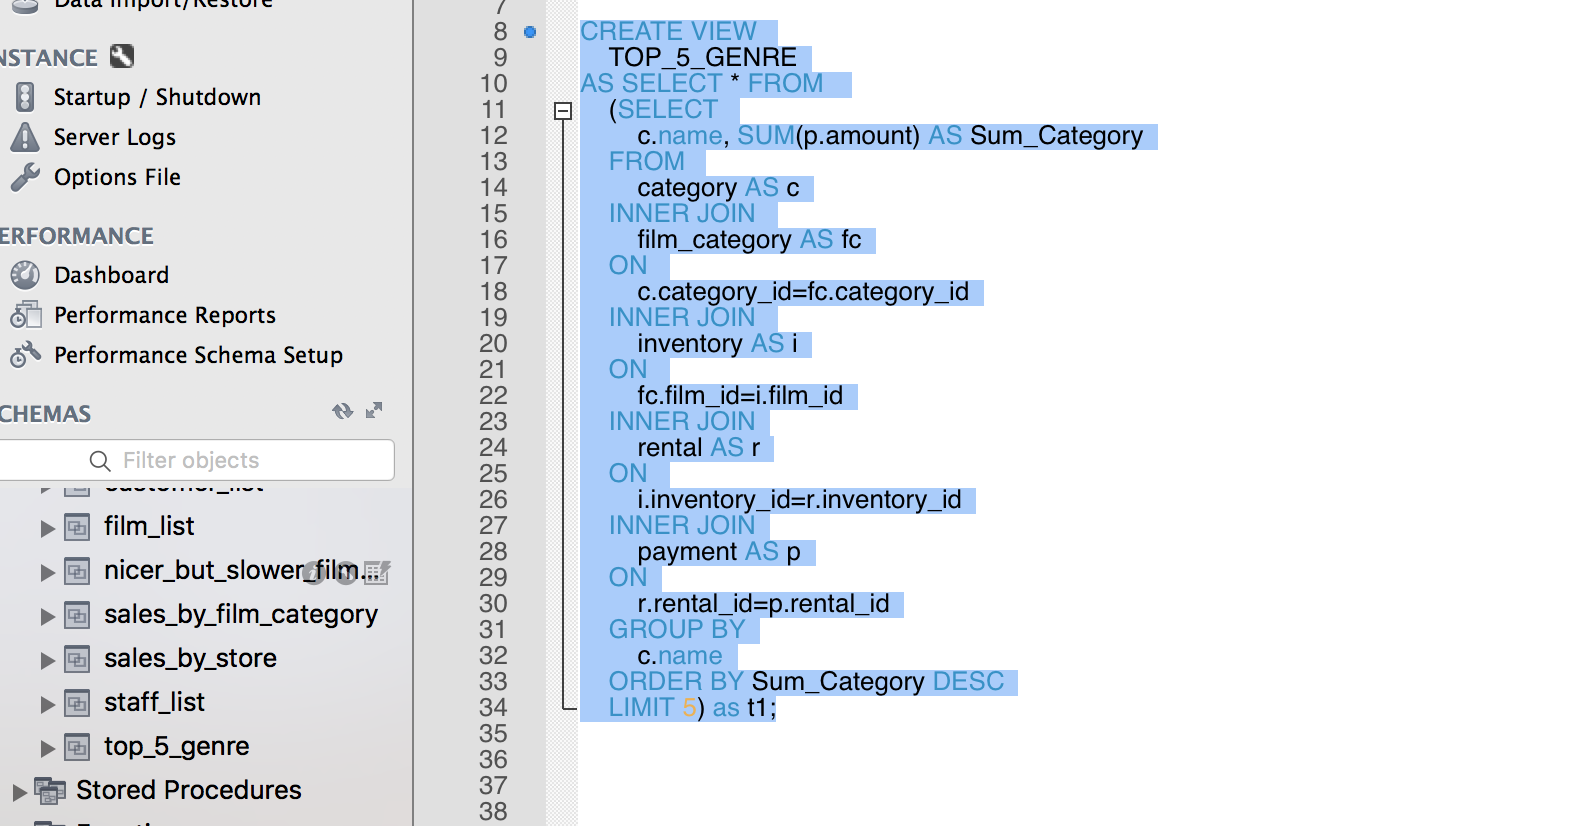 Data Import/Restore
NSTANCE
Startup / Shutdown
Server Logs
Options File
ERFORMANCE
Dashboard
Performance Reports
Performance Schema Setup
CHEMAS
Filter objects
customer_list
film_list
nicer_but_slower_film...
sales_by_film_category
sales_by_store
staff_list
top_5_genre
Stored Procedures
7
8 CREATE VIEW
9 TOP_5_GENRE
10 AS SELECT * FROM
11 (SELECT
12 c.name, SUM(p.amount) AS Sum_Category
13 FROM
14 category AS c
15 INNER JOIN
16 film_category AS fc
17 ON
18 c.category_id=fc.category_id
19 INNER JOIN
20 inventory AS i
21 ON
22 fc.film_id=i.film_id
23 INNER JOIN
24 rental AS r
25 ON
26 i.inventory_id=r.inventory_id
27 INNER JOIN
28 payment AS p
29 ON
30 r.rental_id=p.rental_id
31 GROUP BY
32 c.name
33 ORDER BY Sum_Category DESC
34 LIMIT 5) as t1;
35
36
37
38